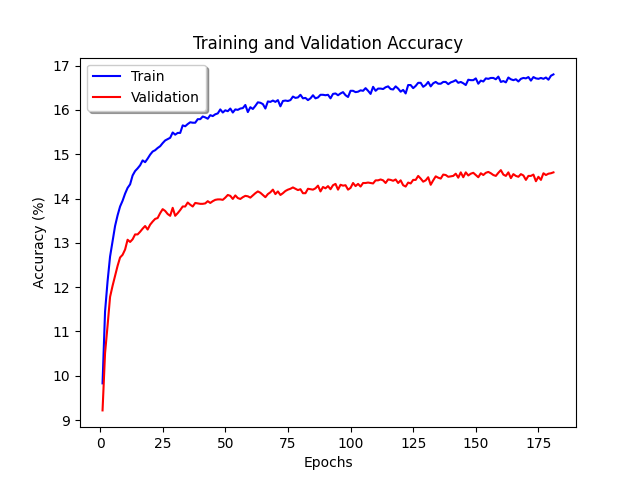 Training and Validation Accuracy
Train
Validation
Accuracy (%)
17
16
15
14
13
12
11
10
9
0 25 50 75 100 125 150 175
Epochs